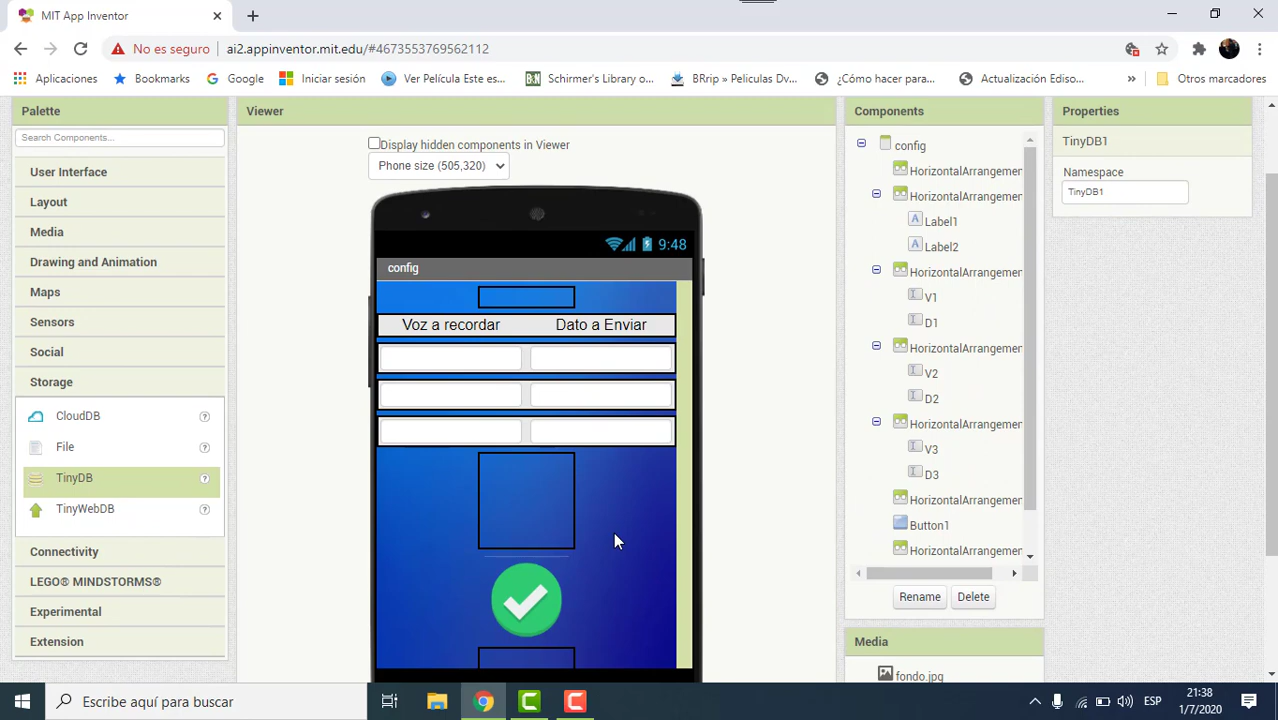 MIT App Inventor
No es seguro
ai2.appinventor.mit.edu/#4673553769562112
Aplicaciones
Bookmarks
Google
Iniciar sesión
Ver Película Este es...
Schirmer's Library o...
BRrip » Peliculas D...
¿Cómo hacer para...
Actualización Ediso...
»
Otros marcadores
Palette
Search Components...
User Interface
Layout
Media
Drawing and Animation
Maps
Sensors
Social
Storage
CloudDB ?
File ?
TinyDB ?
TinyWebDB ?
Connectivity
LEGO® MINDSTORMS®
Experimental
Extension
Viewer
Display hidden components in Viewer
Phone size (505,320)
9:48
config
Voz a recordar Dato a Enviar
Components
config
HorizontalArrangemer
HorizontalArrangemer
A Label1
A Label2
HorizontalArrangemer
V1
D1
HorizontalArrangemer
V2
D2
HorizontalArrangemer
V3
D3
HorizontalArrangemer
Button1
HorizontalArrangemer
Rename Delete
Media
fondo.jpg
Properties
TinyDB1
Namespace
TinyDB1
Escribe aquí para buscar
ESP
21:38
1/7/2020